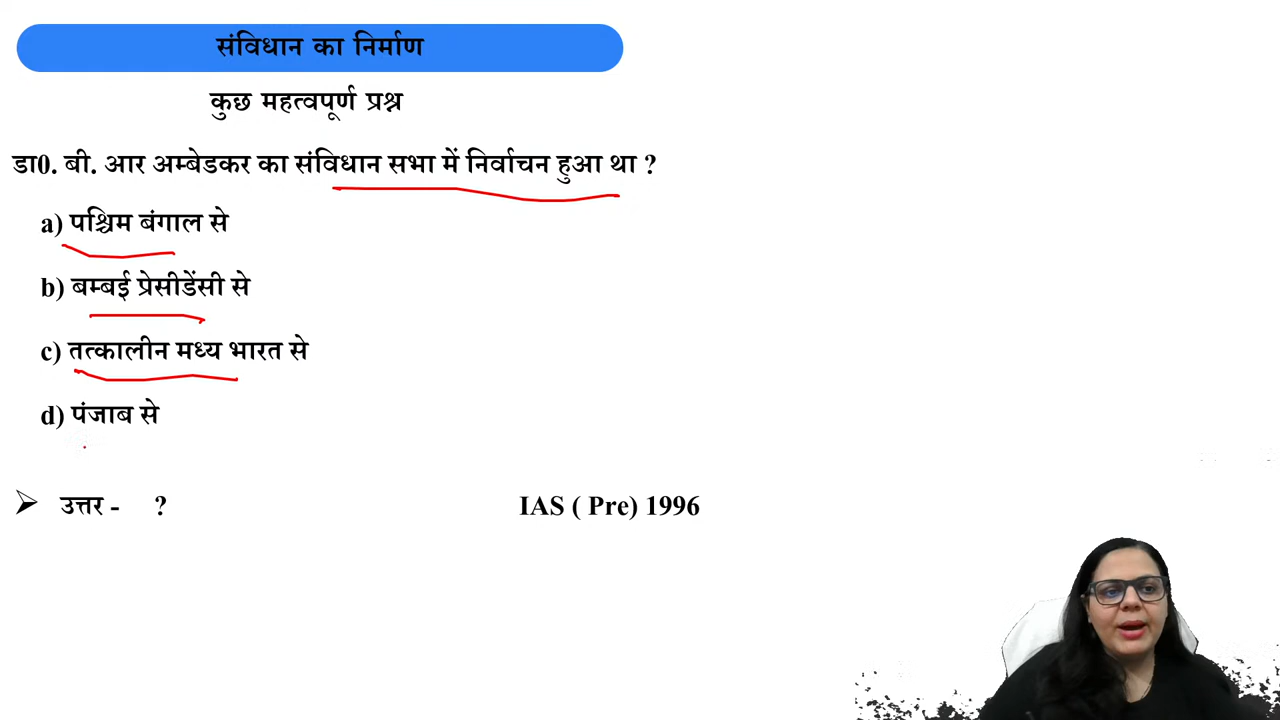 संविधान का निर्माण
कुछ महत्वपूर्ण प्रश्न
डा0. बी. आर अम्बेडकर का संविधान सभा में निर्वाचन हुआ था ?
a) पश्चिम बंगाल से
b) बम्बई प्रेसीडेंसी से
c) तत्कालीन मध्य भारत से
d) पंजाब से
➢ उत्तर - ? IAS ( Pre) 1996